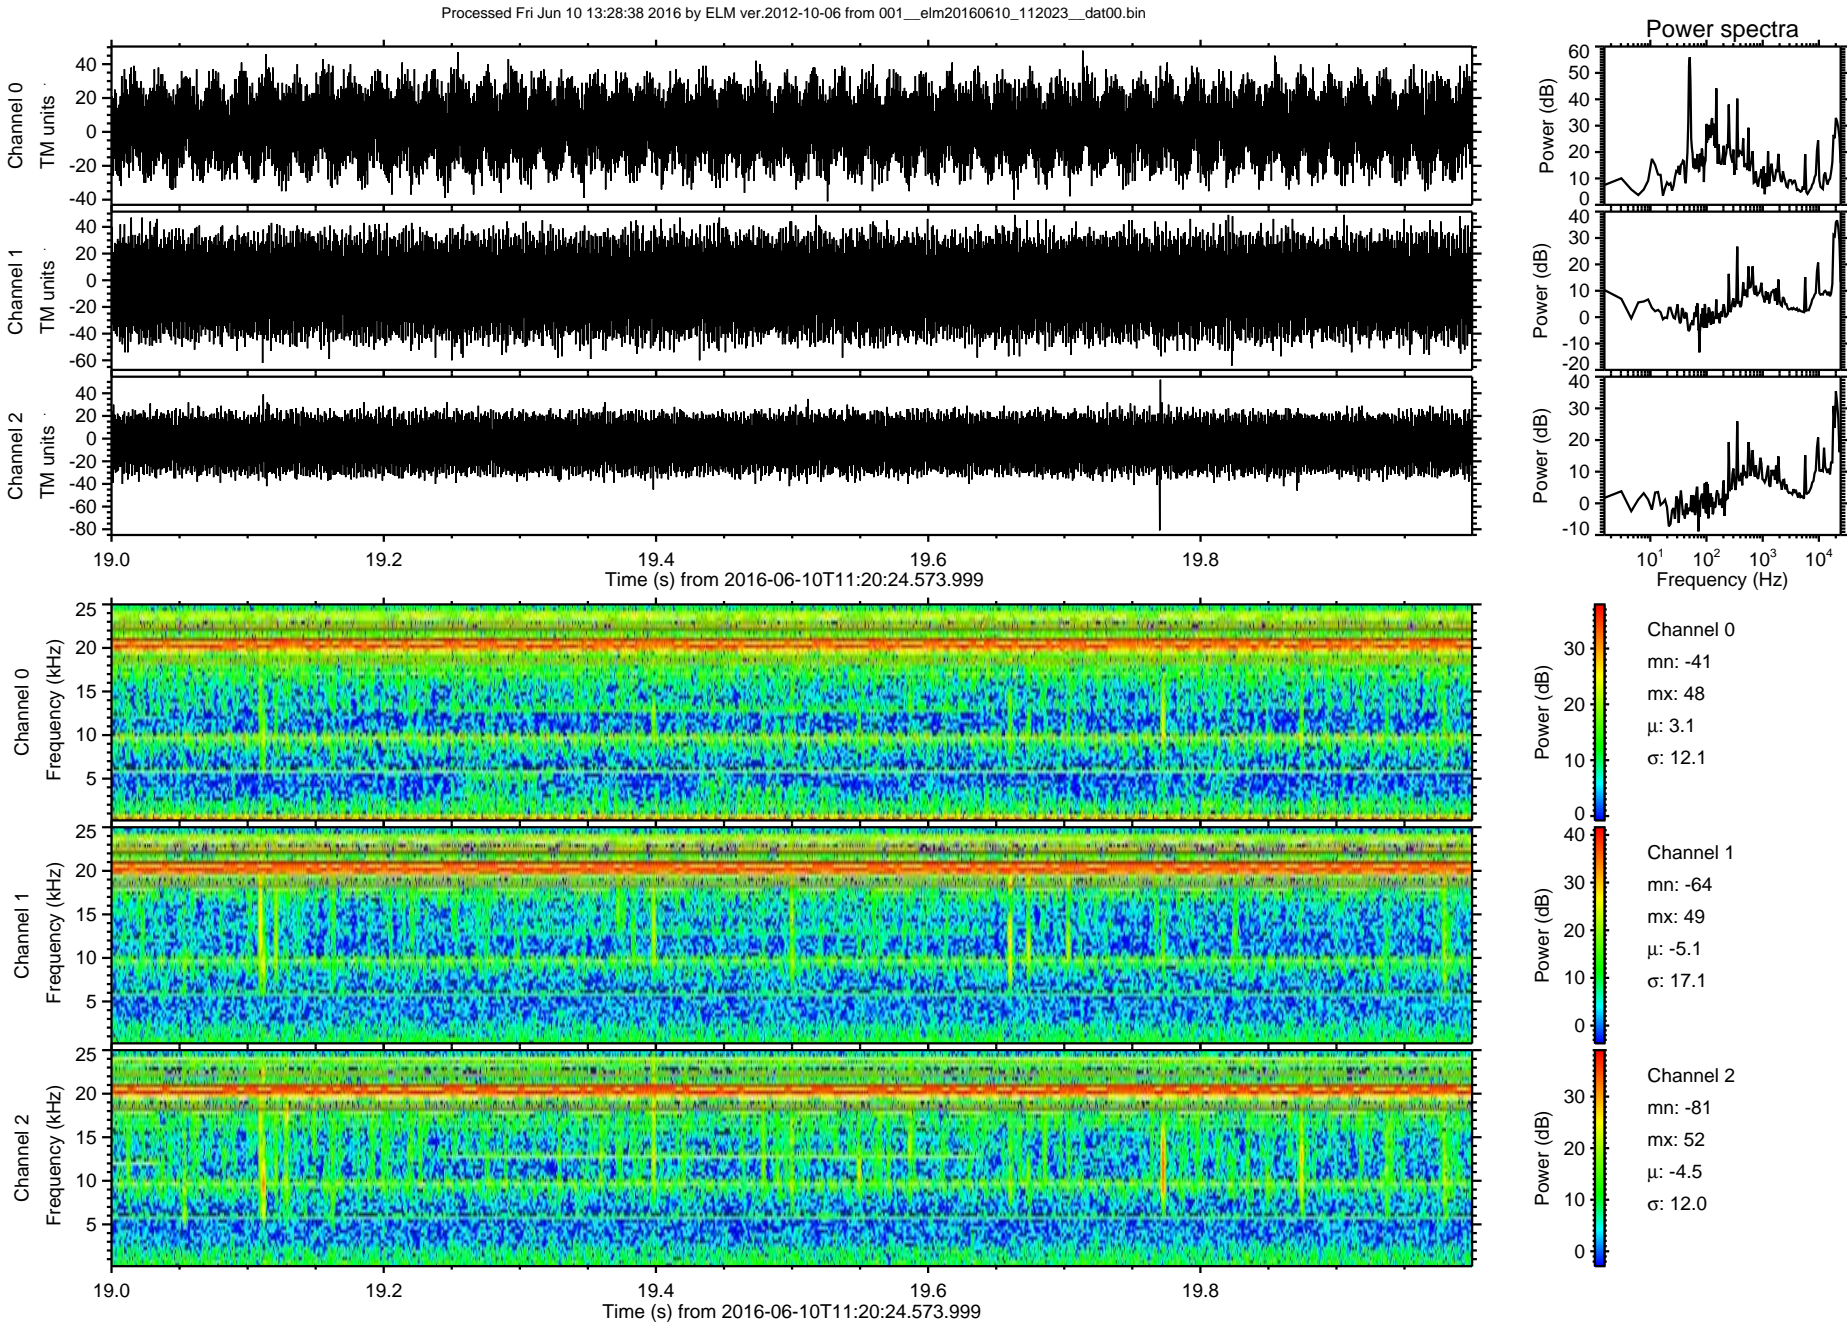 Processed Fri Jun 10 13:28:38 2016 by ELM ver.2012-10-06 from 001__elm20160610_112023__dat00.bin
Power spectra
Channel 0
TM units
40
20
0
-20
-40
Power (dB)
60
50
40
30
20
10
0
Channel 1
TM units
40
20
0
-20
-40
-60
Power (dB)
40
30
20
10
0
-10
-20
Channel 2
TM units
40
20
0
-20
-40
-60
-80
Power (dB)
40
30
20
10
0
-10
19.0 19.2 19.4 19.6 19.8
Time (s) from 2016-06-10T11:20:24.573.999
10¹ 10² 10³ 10⁴
Frequency (Hz)
Channel 0
Frequency (kHz)
25
20
15
10
5
Power (dB)
30
20
10
0
Channel 0
mn: -41
mx: 48
μ: 3.1
σ: 12.1
Channel 1
Frequency (kHz)
25
20
15
10
5
Power (dB)
40
30
20
10
0
Channel 1
mn: -64
mx: 49
μ: -5.1
σ: 17.1
Channel 2
Frequency (kHz)
25
20
15
10
5
Power (dB)
30
20
10
0
Channel 2
mn: -81
mx: 52
μ: -4.5
σ: 12.0
19.0 19.2 19.4 19.6 19.8
Time (s) from 2016-06-10T11:20:24.573.999